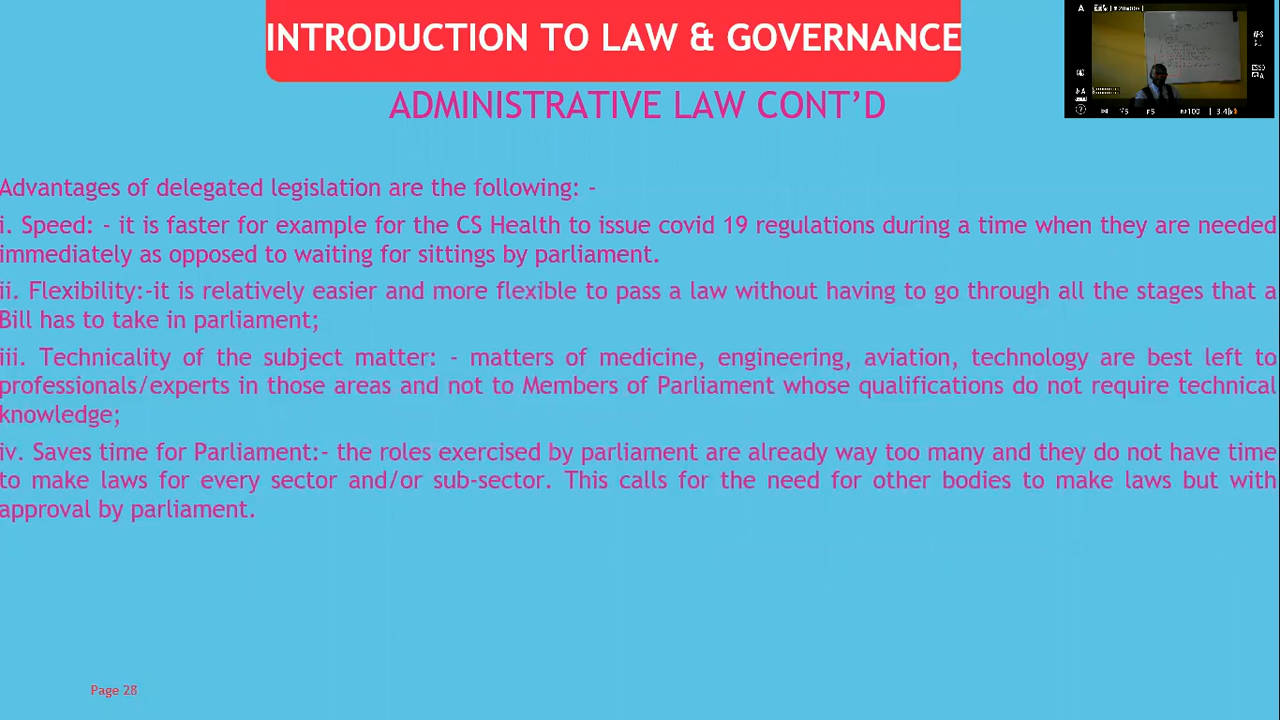 INTRODUCTION TO LAW & GOVERNANCE
ADMINISTRATIVE LAW CONT’D
Advantages of delegated legislation are the following: -
i. Speed: - it is faster for example for the CS Health to issue covid 19 regulations during a time when they are needed
immediately as opposed to waiting for sittings by parliament.
ii. Flexibility:-it is relatively easier and more flexible to pass a law without having to go through all the stages that a
Bill has to take in parliament;
iii. Technicality of the subject matter: - matters of medicine, engineering, aviation, technology are best left to
professionals/experts in those areas and not to Members of Parliament whose qualifications do not require technical
knowledge;
iv. Saves time for Parliament:- the roles exercised by parliament are already way too many and they do not have time
to make laws for every sector and/or sub-sector. This calls for the need for other bodies to make laws but with
approval by parliament.
Page 28